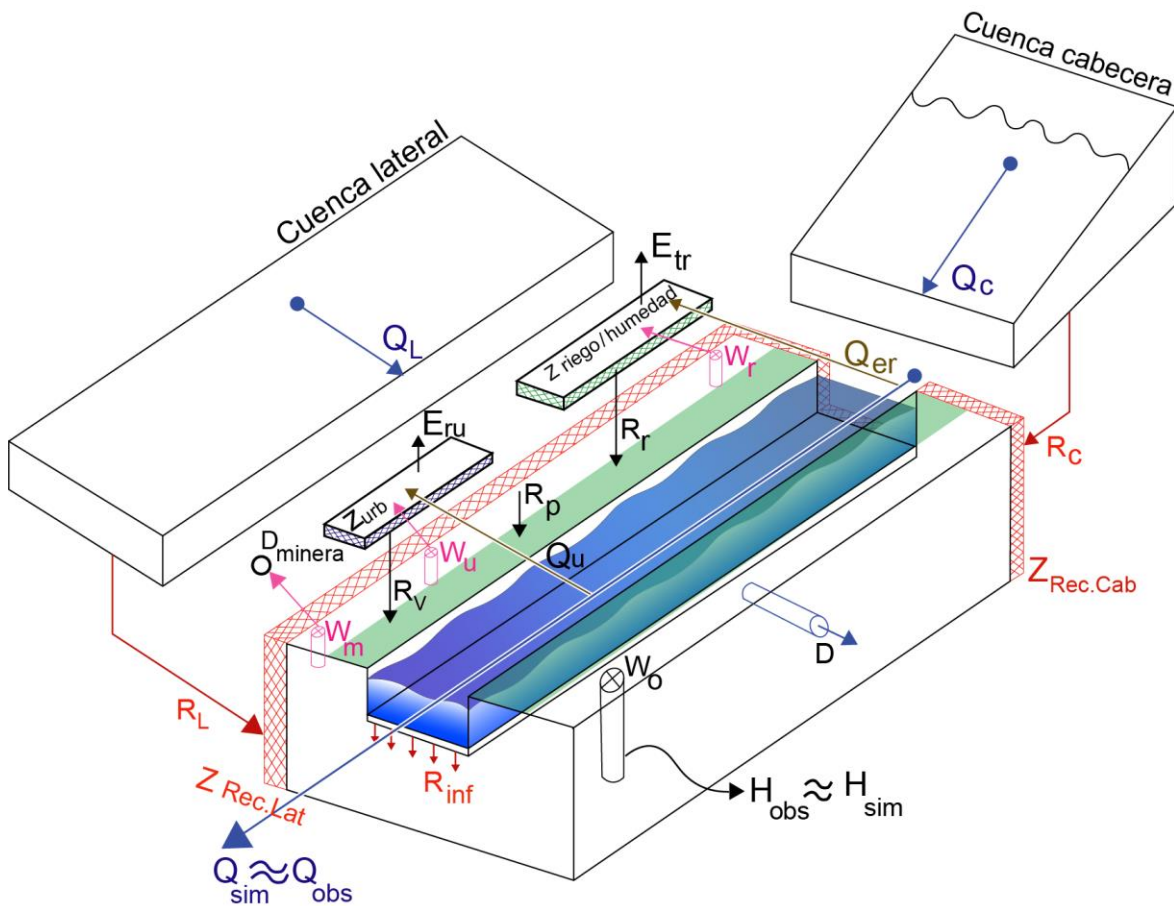 Cuenca cabecera
Cuenca lateral
E tr
Q c
Z riego/humedad
Q L
W r
Q er
E ru
R r
R c
Z urb
R p
D minera
W u
Q u
Z Rec.Cab
R v
W m
W o
D
R L
R inf
Z Rec.Lat
H obs ≈ H sim
Q sim ≈ Q obs